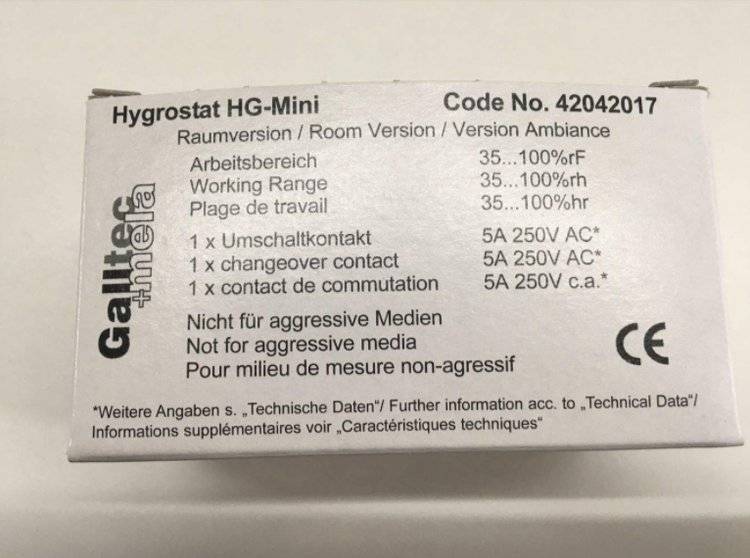 Hygrostat HG-Mini Code No. 42042017
Raumversion / Room Version / Version Ambiance
Arbeitsbereich 35...100%rF
Working Range 35...100%rh
Plage de travail 35...100%hr
1 x Umschaltkontakt 5A 250V AC*
1 x changeover contact 5A 250V AC*
1 x contact de commutation 5A 250V c.a.*
Galltec
+mela
Nicht für aggressive Medien
Not for aggressive media
Pour milieu de mesure non-agressif
CE
*Weitere Angaben s. „Technische Daten"/ Further information acc. to „Technical Data"/
Informations supplémentaires voir „Caractéristiques techniques"